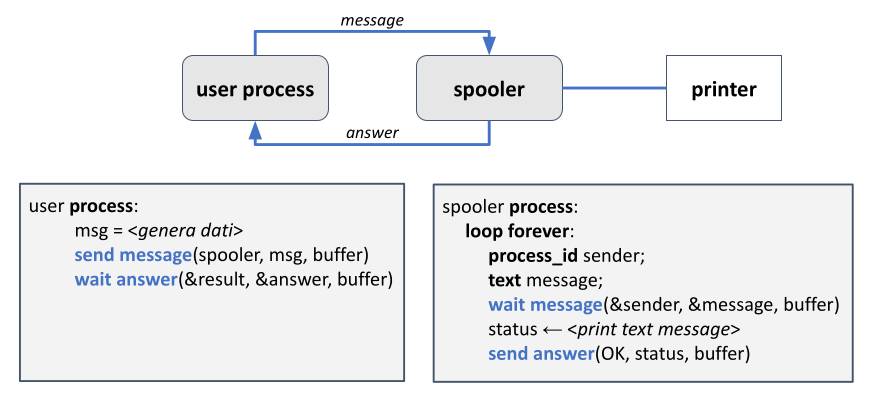 message
user process
spooler
printer
answer
user process:
msg = <genera dati>
send message(spooler, msg, buffer)
wait answer(&result, &answer, buffer)
spooler process:
loop forever:
process_id sender;
text message;
wait message(&sender, &message, buffer)
status ← <print text message>
send answer(OK, status, buffer)